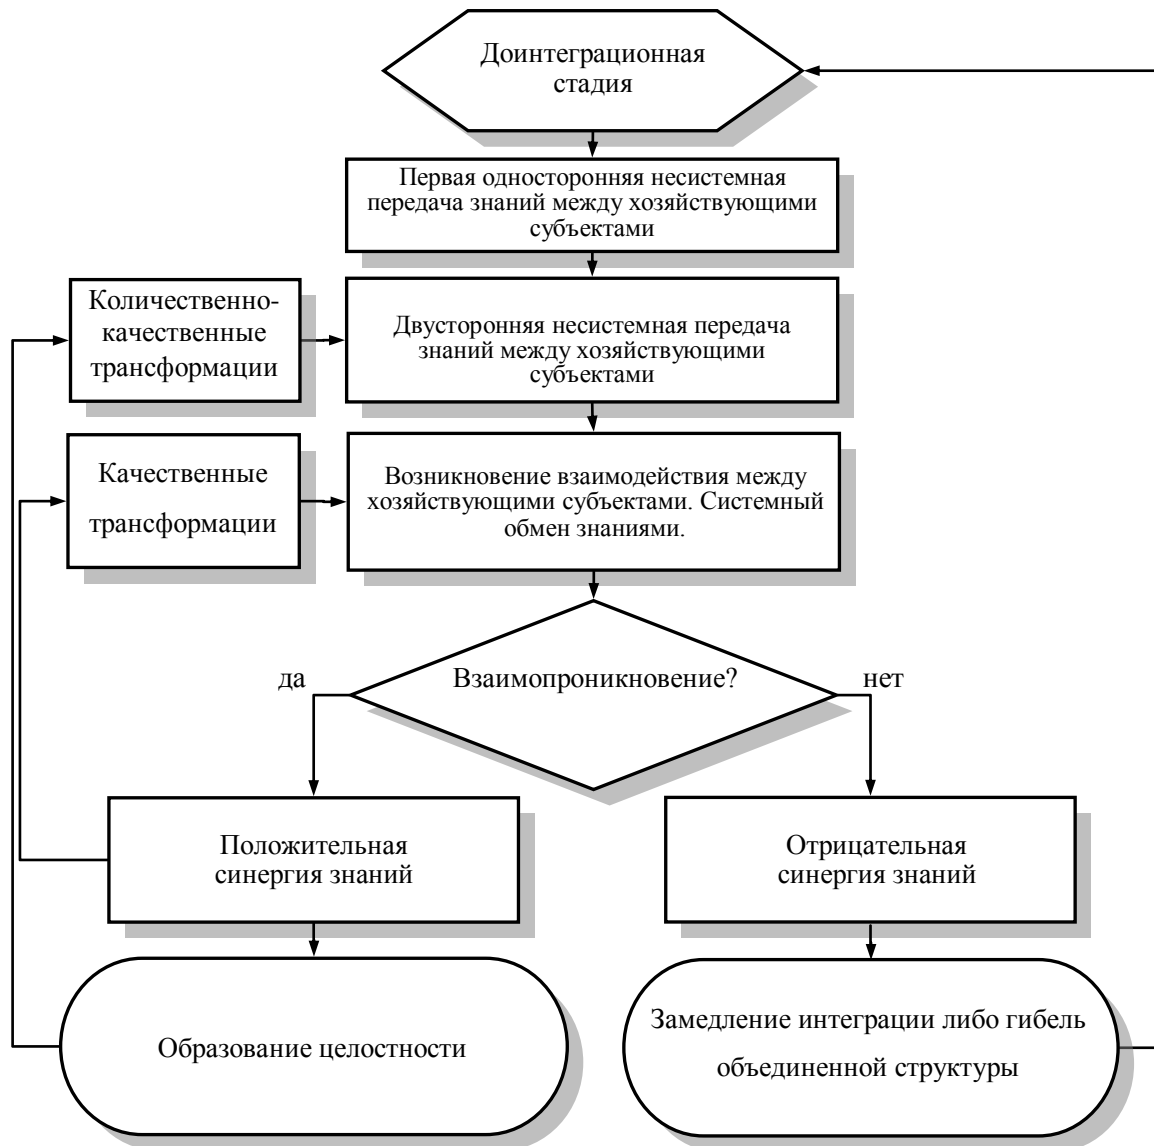 Доинтеграционная
стадия
Первая односторонняя несистемная
передача знаний между хозяйствующими
субъектами
Количественно-
качественные
трансформации
Двусторонняя несистемная передача
знаний между хозяйствующими
субъектами
Качественные
трансформации
Возникновение взаимодействия между
хозяйствующими субъектами. Системный
обмен знаниями.
да
Взаимопроникновение?
нет
Положительная
синергия знаний
Отрицательная
синергия знаний
Образование целостности
Замедление интеграции либо гибель
объединенной структуры